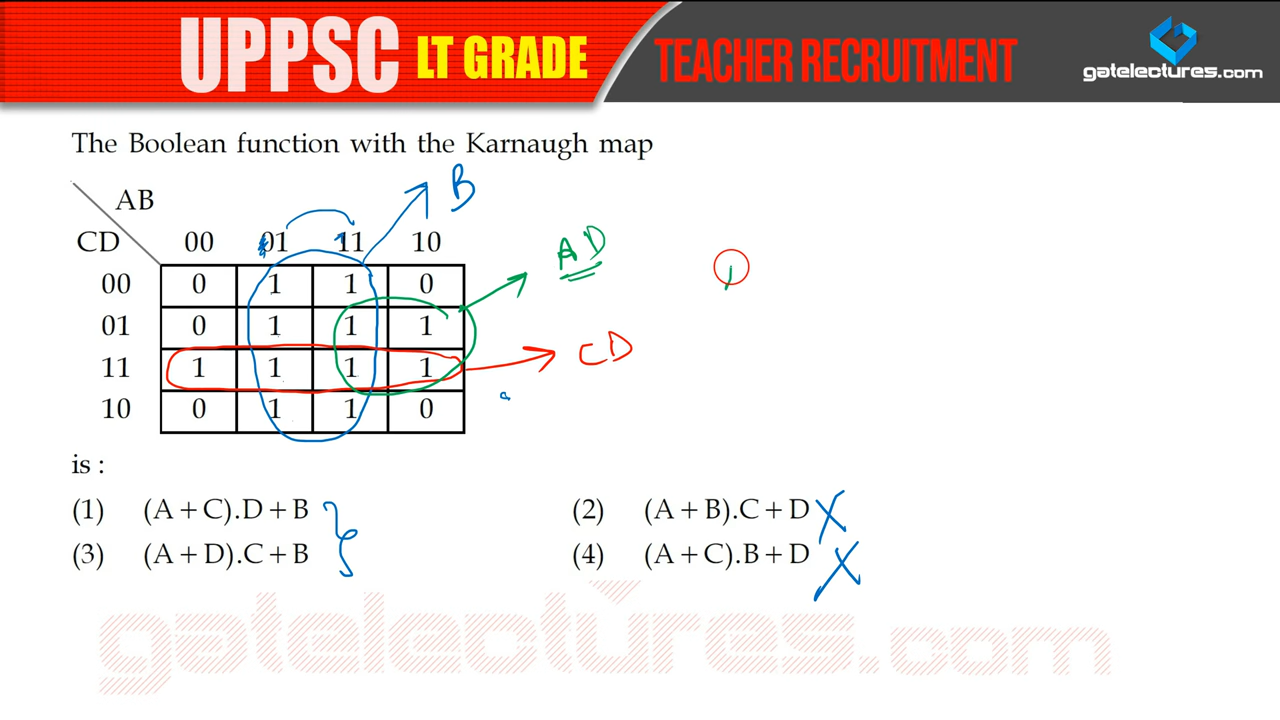 UPPSC LT GRADE TEACHER RECRUITMENT
gatelectures.com
The Boolean function with the Karnaugh map
B
AB
CD 00 01 11 10
AD
00 0 1 1 0
01 0 1 1 1
CD
11 1 1 1 1
10 0 1 1 0
is :
(1) (A + C).D + B (2) (A + B).C + D
(3) (A + D).C + B (4) (A + C).B + D
gatelectures.com